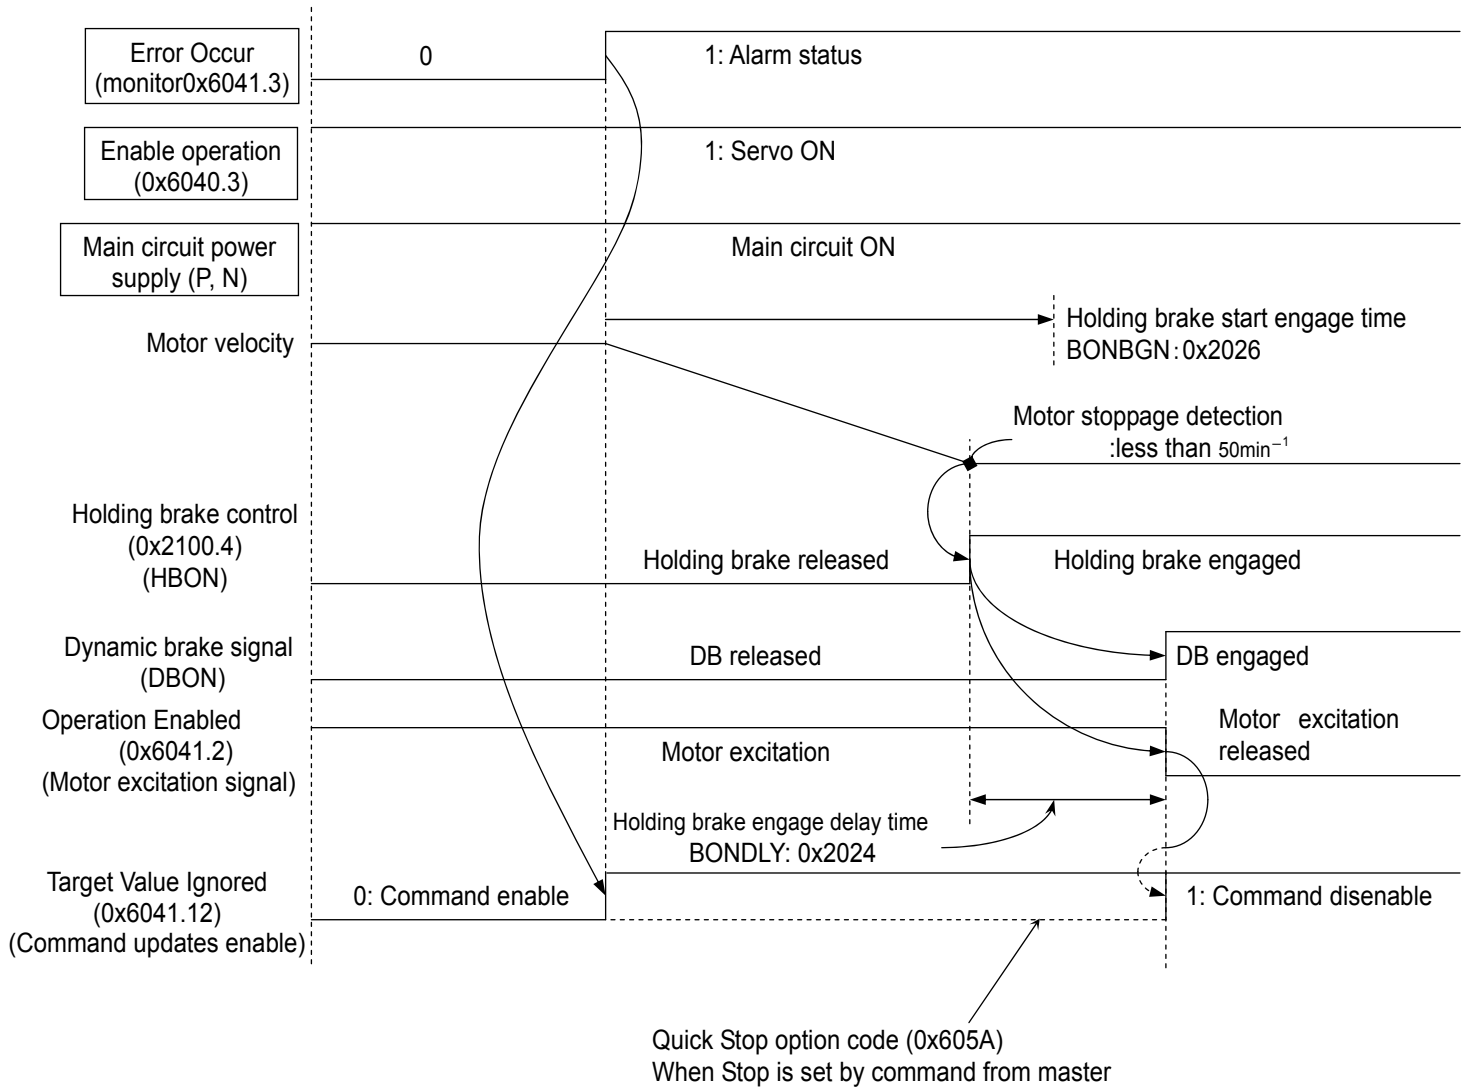 Error Occur
(monitor0x6041.3)
0
1: Alarm status
Enable operation
(0x6040.3)
1: Servo ON
Main circuit power
supply (P, N)
Main circuit ON
Holding brake start engage time
BONBGN:0x2026
Motor velocity
Motor stoppage detection
:less than 50min⁻¹
Holding brake control
(0x2100.4)
(HBON)
Holding brake released
Holding brake engaged
Dynamic brake signal
(DBON)
DB released
DB engaged
Operation Enabled
(0x6041.2)
(Motor excitation signal)
Motor excitation
Motor excitation
released
Holding brake engage delay time
BONDLY: 0x2024
Target Value Ignored
(0x6041.12)
(Command updates enable)
0: Command enable
1: Command disenable
Quick Stop option code (0x605A)
When Stop is set by command from master